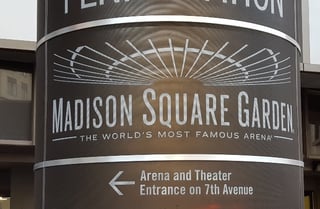 MADISON SQUARE GARDEN
THE WORLD'S MOST FAMOUS ARENA
Arena and Theater
Entrance on 7th Avenue